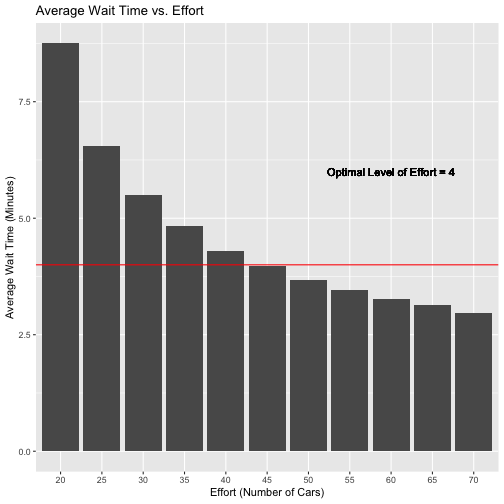 Average Wait Time vs. Effort
Average Wait Time (Minutes)
7.5
5.0
2.5
0.0
Optimal Level of Effort = 4
20 25 30 35 40 45 50 55 60 65 70
Effort (Number of Cars)